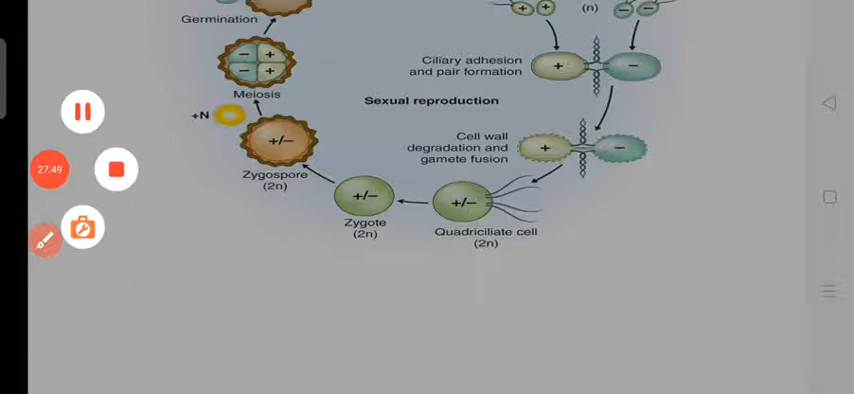 + +
(n)
– –
Germination
– +
– +
Ciliary adhesion
and pair formation
+ –
Meiosis
Sexual reproduction
+N
+/–
Cell wall
degradation and
gamete fusion
+ –
Zygospore
(2n)
+/–
+/–
Zygote
(2n)
Quadriciliate cell
(2n)
27:49